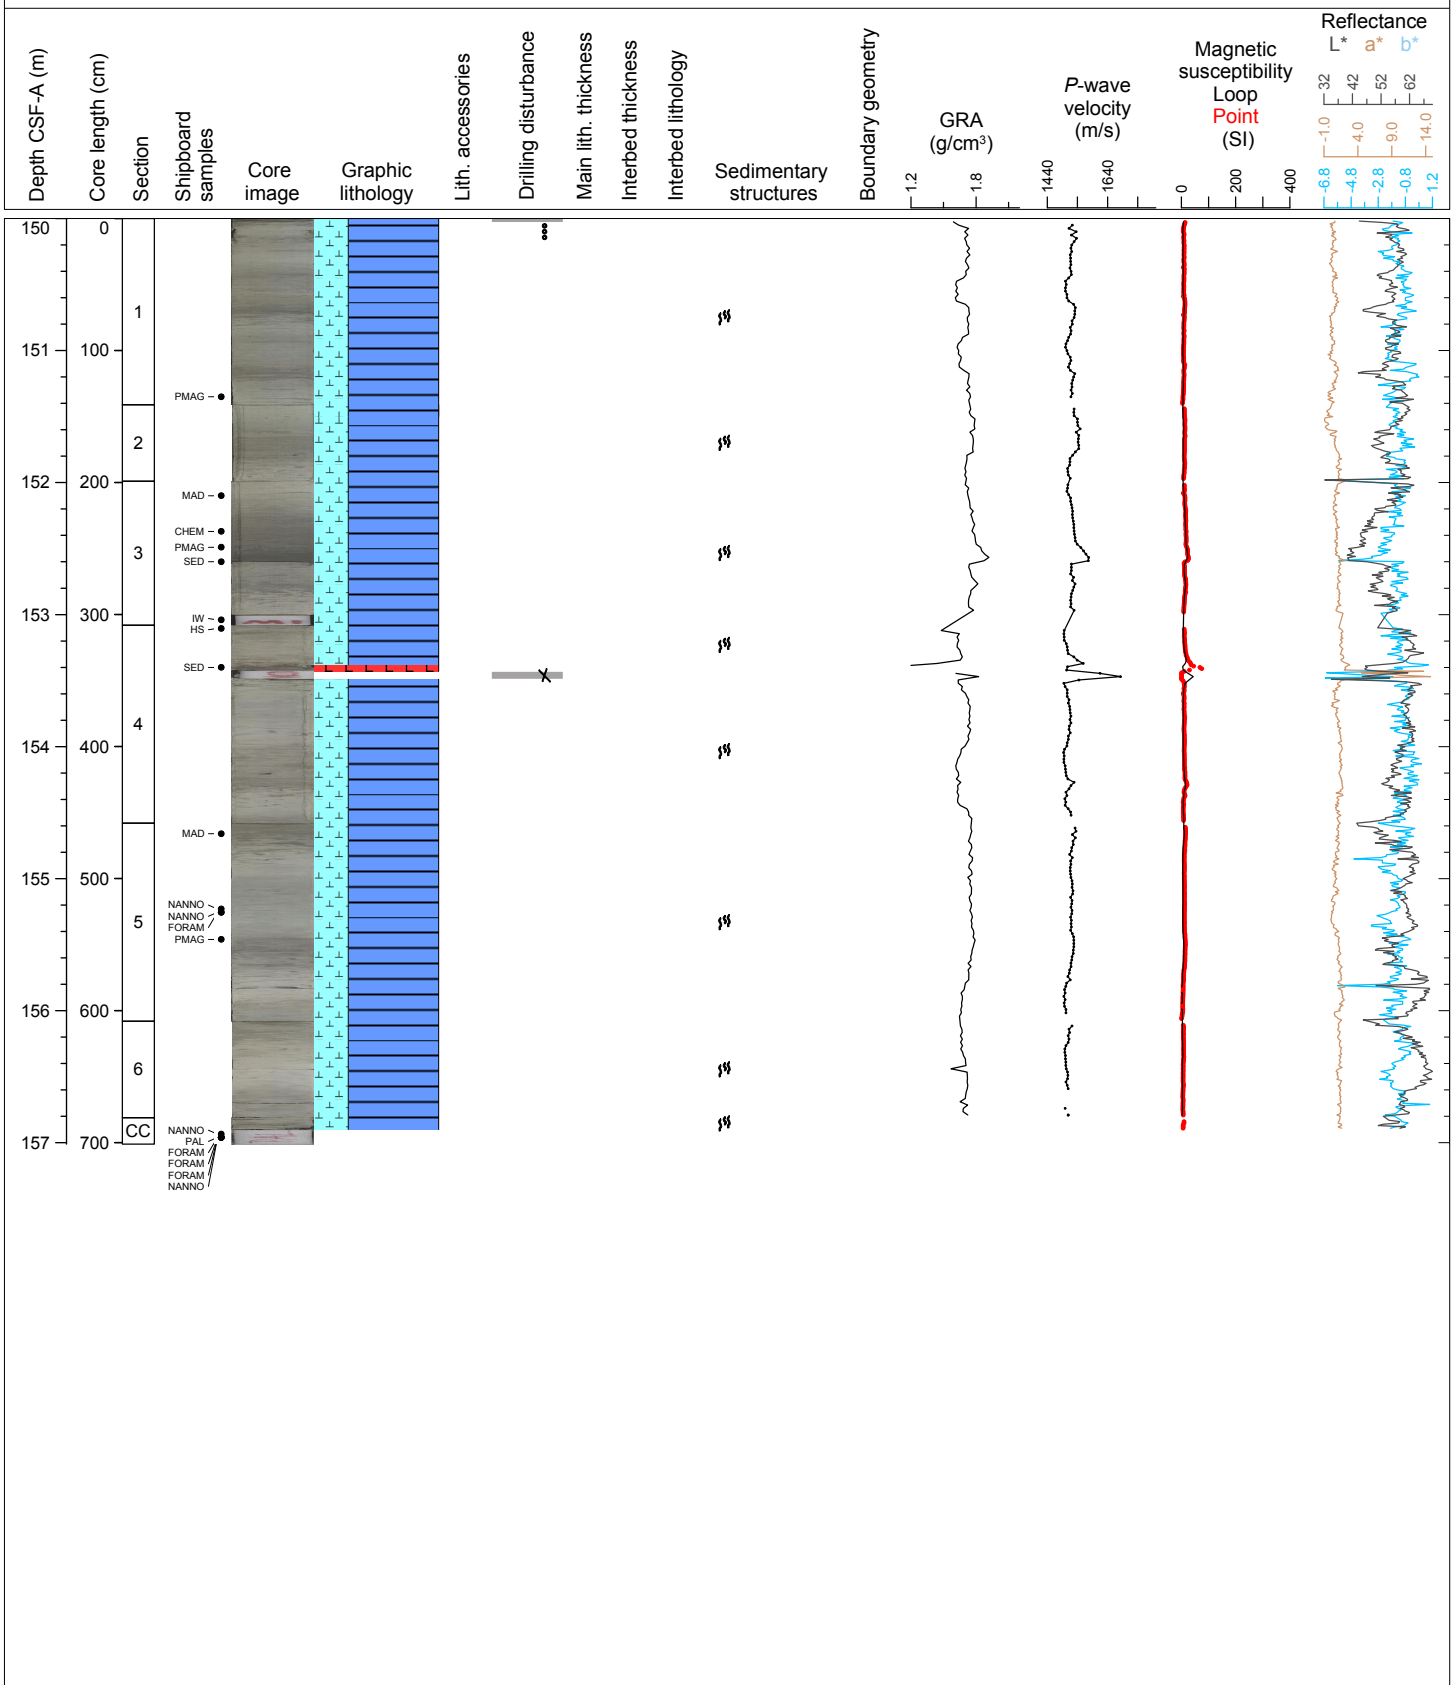 Depth CSF-A (m)
Core length (cm)
Section
Shipboard
samples
Core
image
Graphic
lithology
Lith. accessories
Drilling disturbance
Main lith. thickness
Interbed thickness
Interbed lithology
Sedimentary
structures
Boundary geometry
GRA
(g/cm³)
1.2
1.8
P-wave
velocity
(m/s)
1440
1640
Magnetic
susceptibility
Loop
Point
(SI)
0
200
400
Reflectance
L* a* b*
32 42 52 62
-1.0 4.0 9.0 14.0
-6.8 -4.8 -2.8 -0.8 1.2
150 0
1
151 100
PMAG
2
152 200
MAD
CHEM
PMAG
3
SED
153 300
IW
HS
SED
4
154 400
MAD
155 500
NANNO
NANNO
5
FORAM
PMAG
156 600
6
CC
NANNO
157 700
PAL
FORAM
FORAM
FORAM
NANNO